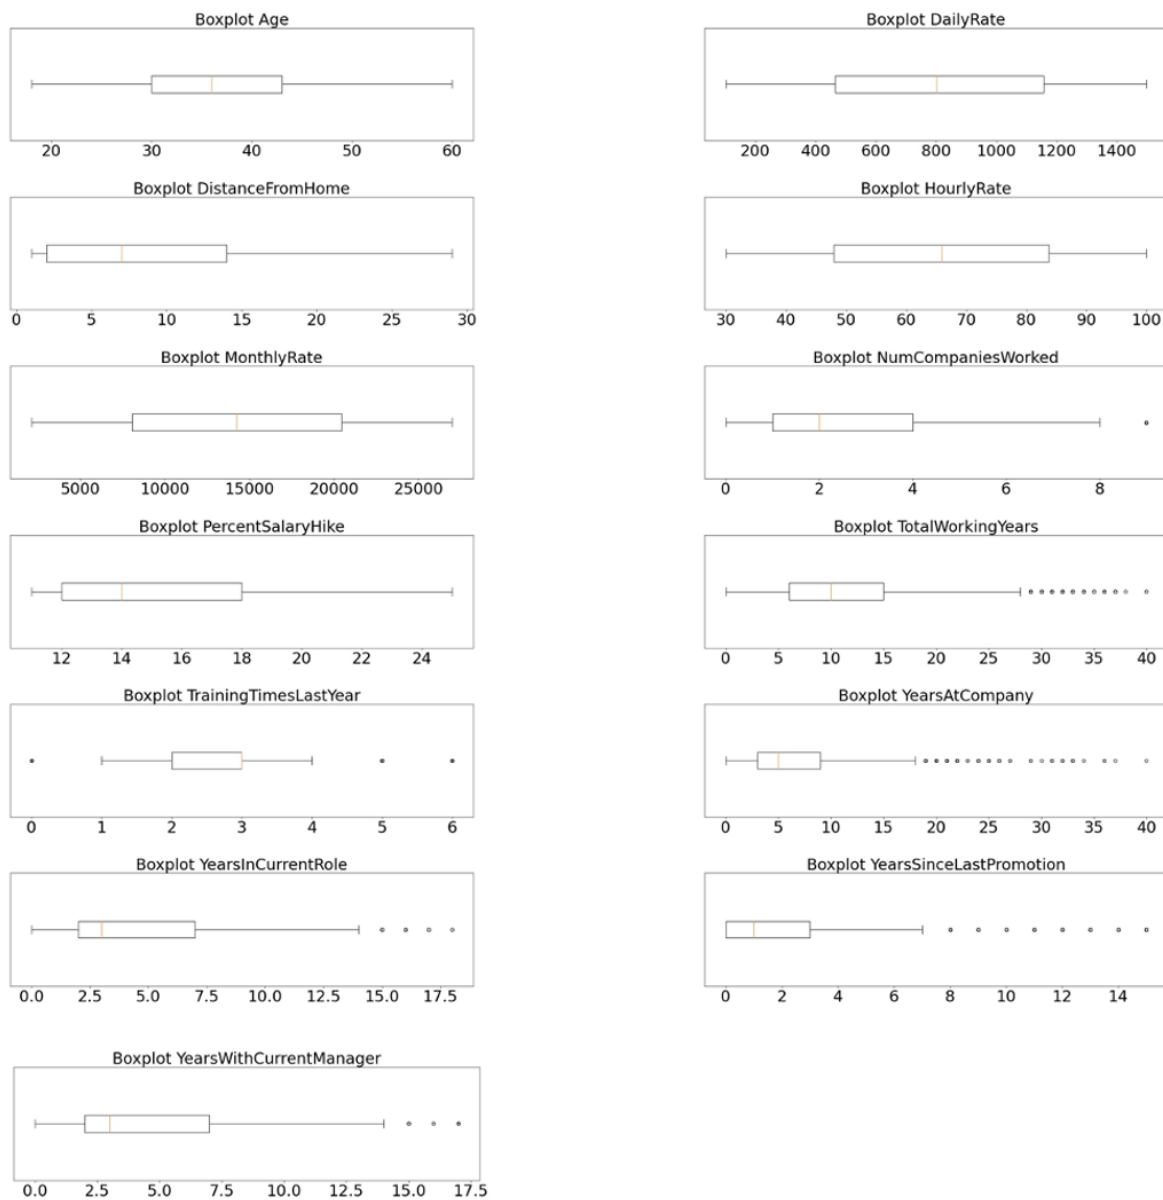 Boxplot Age
20 30 40 50 60
Boxplot DailyRate
200 400 600 800 1000 1200 1400
Boxplot DistanceFromHome
0 5 10 15 20 25 30
Boxplot HourlyRate
30 40 50 60 70 80 90 100
Boxplot MonthlyRate
5000 10000 15000 20000 25000
Boxplot NumCompaniesWorked
0 2 4 6 8
Boxplot PercentSalaryHike
12 14 16 18 20 22 24
Boxplot TotalWorkingYears
0 5 10 15 20 25 30 35 40
Boxplot TrainingTimesLastYear
0 1 2 3 4 5 6
Boxplot YearsAtCompany
0 5 10 15 20 25 30 35 40
Boxplot YearsInCurrentRole
0.0 2.5 5.0 7.5 10.0 12.5 15.0 17.5
Boxplot YearsSinceLastPromotion
0 2 4 6 8 10 12 14
Boxplot YearsWithCurrentManager
0.0 2.5 5.0 7.5 10.0 12.5 15.0 17.5